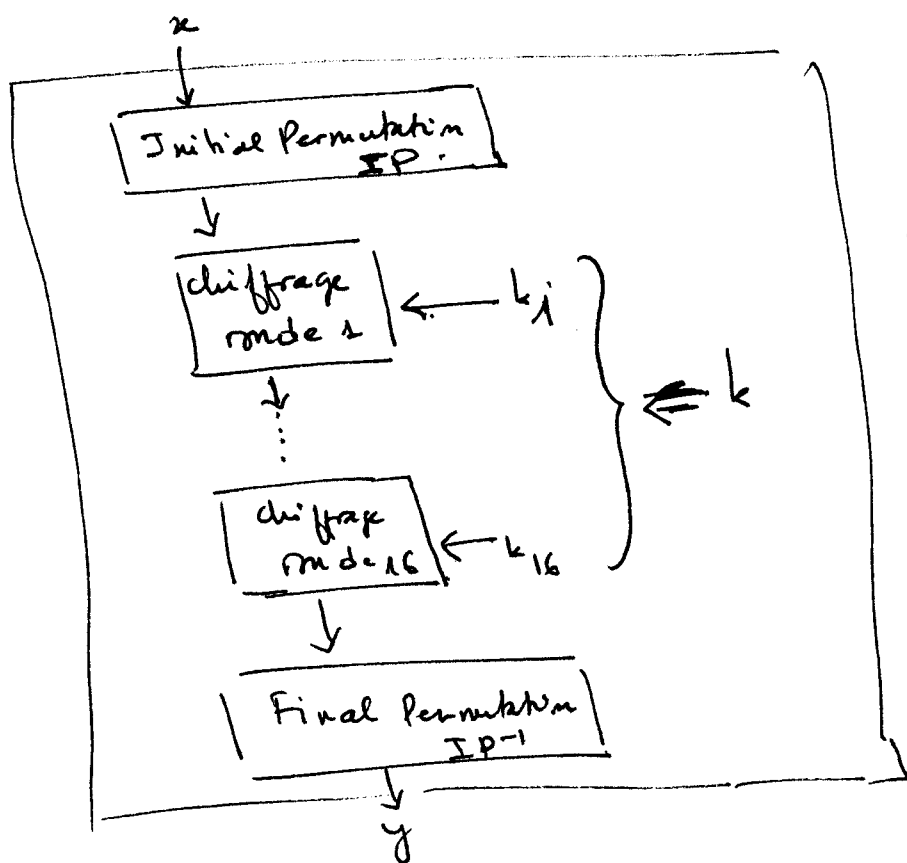 x
Initial Permutation
IP.
chiffrage
ronde 1
k₁
k
chiffrage
ronde 16
k₁₆
Final Permutation
IP⁻¹
y